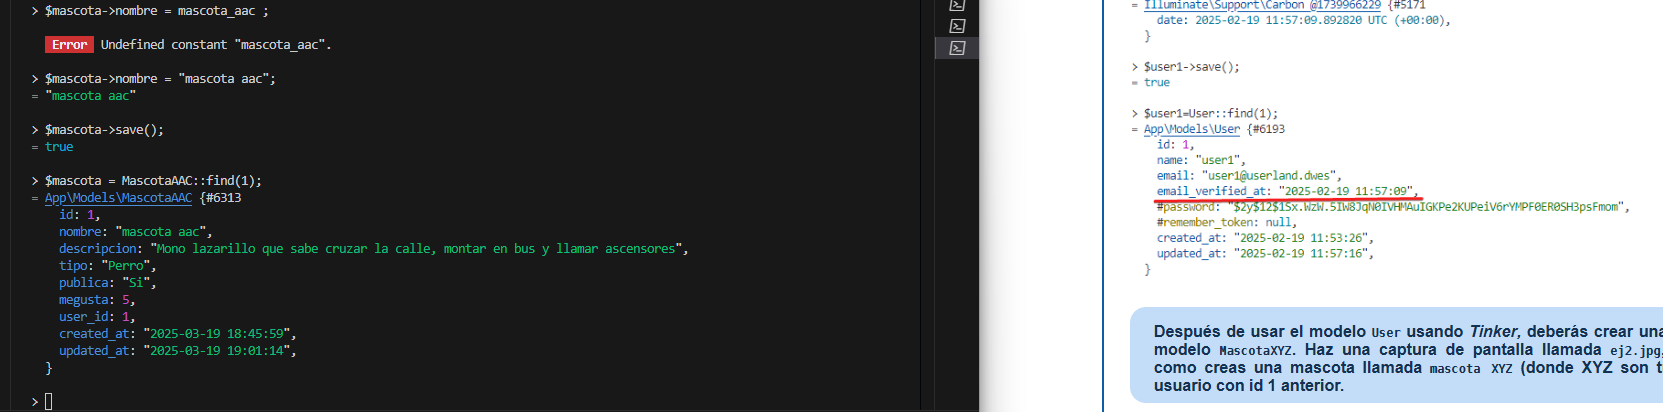 > $mascota->nombre = mascota_aac ;
Error Undefined constant "mascota_aac".
> $mascota->nombre = "mascota aac";
= "mascota aac"
> $mascota->save();
= true
> $mascota = MascotaAAC::find(1);
= App\Models\MascotaAAC {#6313
id: 1,
nombre: "mascota aac",
descripcion: "Mono lazarillo que sabe cruzar la calle, montar en bus y llamar ascensores",
tipo: "Perro",
publica: "Si",
megusta: 5,
user_id: 1,
created_at: "2025-03-19 18:45:59",
updated_at: "2025-03-19 19:01:14",
}
>
= Illuminate\Support\Carbon @1739966229 {#5171
date: 2025-02-19 11:57:09.892820 UTC (+00:00),
}
> $user1->save();
= true
> $user1=User::find(1);
= App\Models\User {#6193
id: 1,
name: "user1",
email: "user1@userland.dwes",
email_verified_at: "2025-02-19 11:57:09",
#password:
#remember_token: null,
created_at: "2025-02-19 11:53:26",
updated_at: "2025-02-19 11:57:16",
}
Después de usar el modelo User usando Tinker, deberás crear una
modelo MascotaXYZ. Haz una captura de pantalla llamada ej2.jpg,
como creas una mascota llamada mascota XYZ (donde XYZ son t
usuario con id 1 anterior.